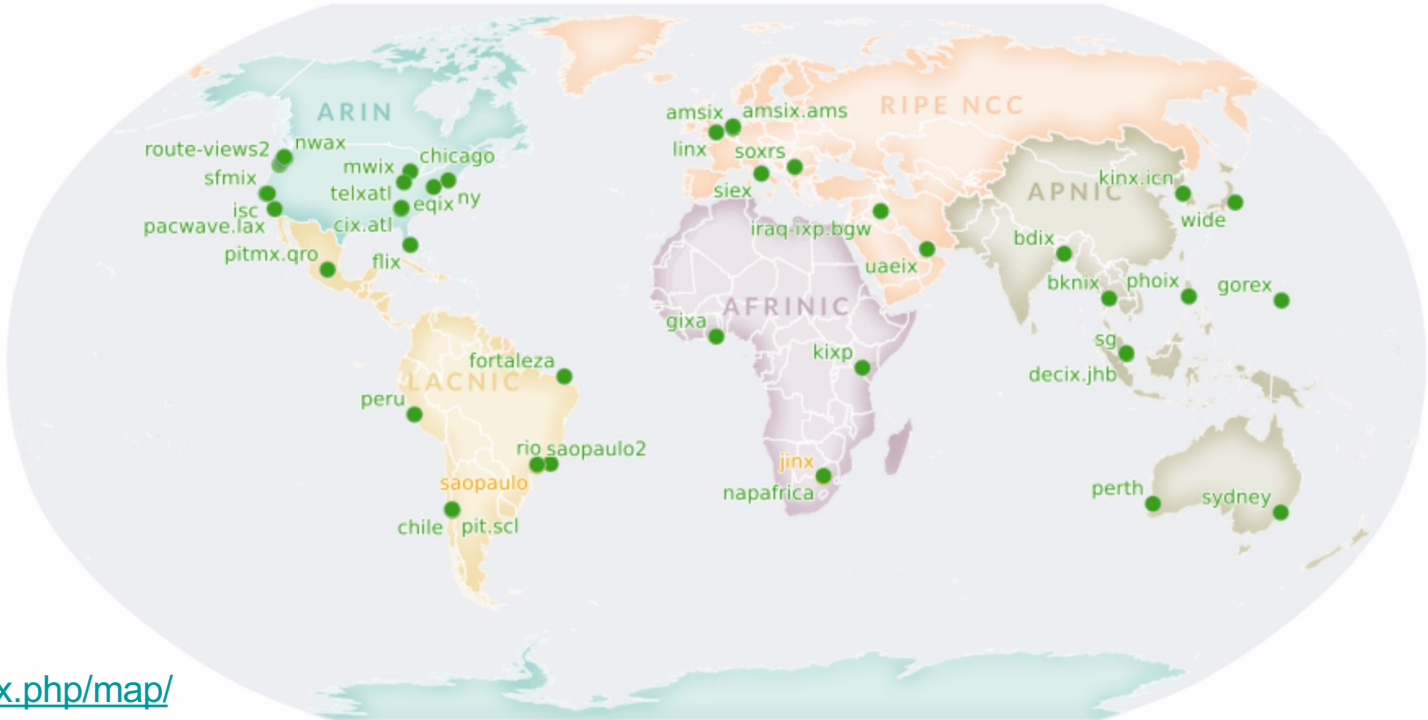 ARIN
RIPE NCC
amsix
amsix.ams
route-views2
nwax
chicago
linx
soxrs
mwix
sfmix
telxatl
siex
kinx.icn
APNIC
isc
eqix
ny
pacwave.lax
cix.atl
wide
iraq-ixp.bgw
bdix
pitmx.qro
flix
uaeix
bknix
phoix
gorex
AFRINIC
gixa
sg
kixp
fortaleza
decix.jhb
LACNIC
peru
rio
saopaulo2
jinx
saopaulo
napafrica
perth
sydney
chile
pit.scl
x.php/map/